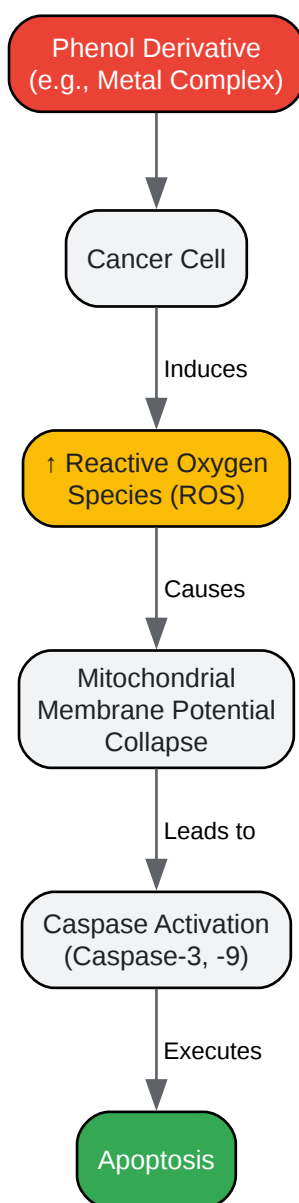 Phenol Derivative
(e.g., Metal Complex)
Cancer Cell
Induces
↑ Reactive Oxygen
Species (ROS)
Causes
Mitochondrial
Membrane Potential
Collapse
Leads to
Caspase Activation
(Caspase-3, -9)
Executes
Apoptosis